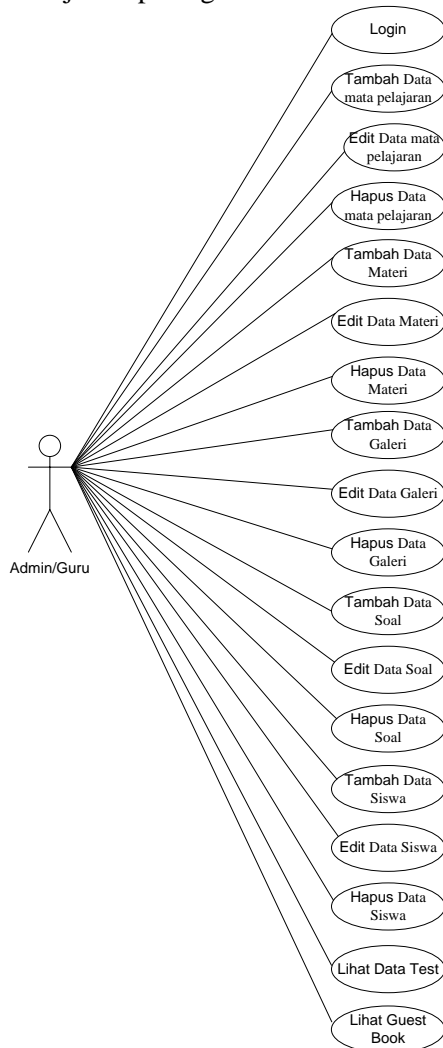 Login
Tambah Data
mata pelajaran
Edit Data mata
pelajaran
Hapus Data
mata pelajaran
Tambah Data
Materi
Edit Data Materi
Hapus Data
Materi
Tambah Data
Galeri
Edit Data Galeri
Hapus Data
Galeri
Admin/Guru
Tambah Data
Soal
Edit Data Soal
Hapus Data
Soal
Tambah Data
Siswa
Edit Data Siswa
Hapus Data
Siswa
Lihat Data Test
Lihat Guest
Book